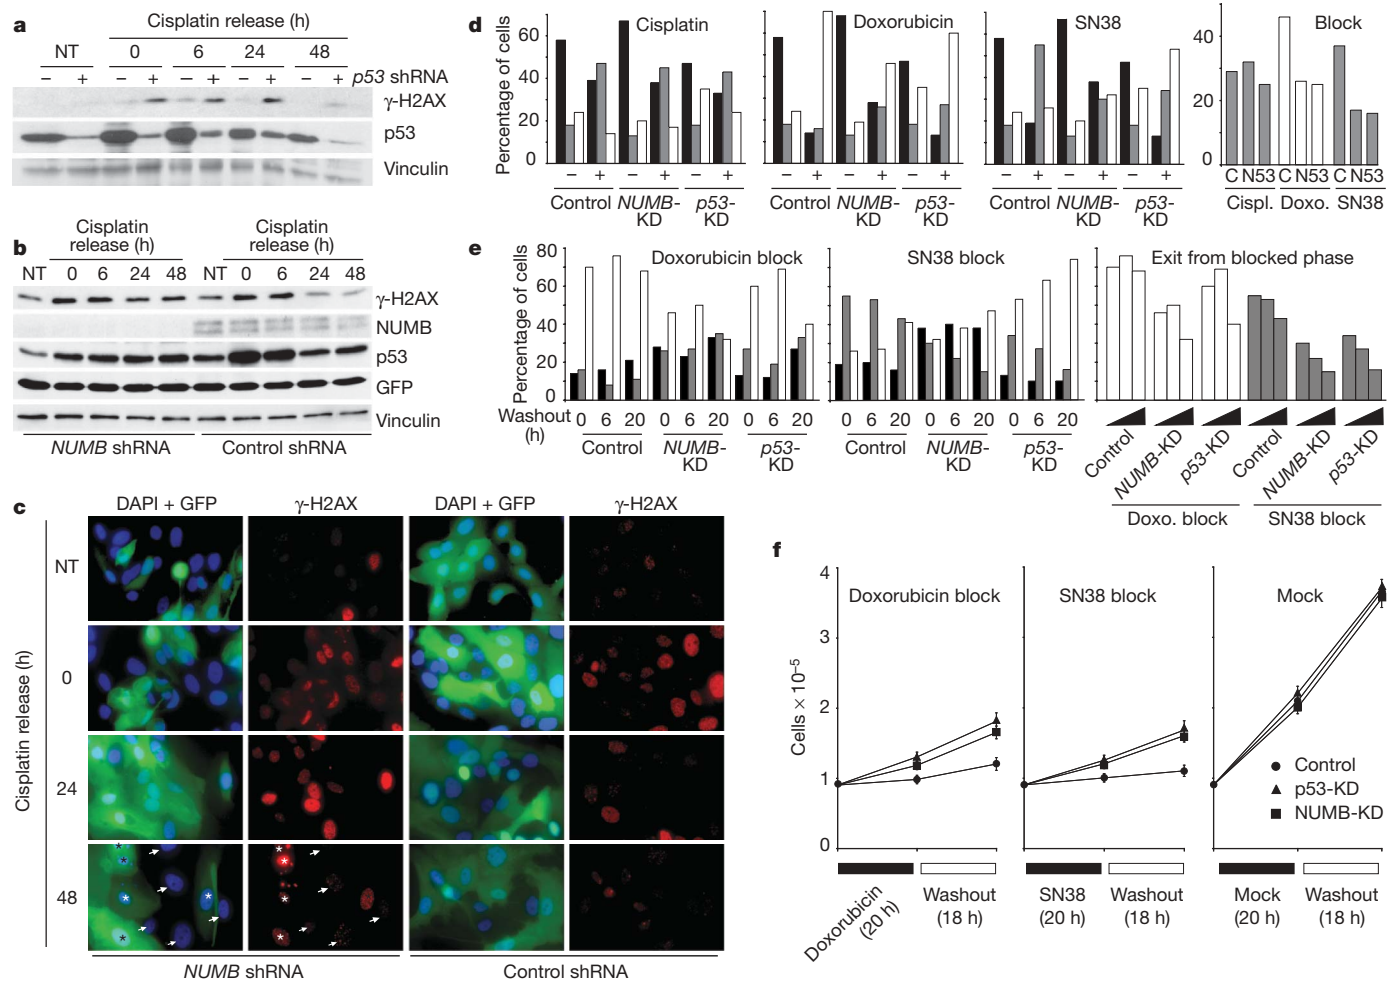 a
Cisplatin release (h)
NT 0 6 24 48
– + – + – + – + – + p53 shRNA
γ-H2AX
p53
Vinculin
b
Cisplatin release (h)
Cisplatin release (h)
NT 0 6 24 48 NT 0 6 24 48
γ-H2AX
NUMB
p53
GFP
Vinculin
NUMB shRNA Control shRNA
c
DAPI + GFP γ-H2AX DAPI + GFP γ-H2AX
Cisplatin release (h)
NT
0
24
48
* * * * * * * *
NUMB shRNA Control shRNA
d
Percentage of cells
60
40
20
0
Cisplatin
– + – + – +
Control NUMB-KD p53-KD
Doxorubicin
– + – + – +
Control NUMB-KD p53-KD
SN38
– + – + – +
Control NUMB-KD p53-KD
Block
40
20
0
C N53 C N53 C N53
Cispl. Doxo. SN38
e
Percentage of cells
80
60
40
20
0
Doxorubicin block
Washout (h)
0 6 20 0 6 20 0 6 20
Control NUMB-KD p53-KD
SN38 block
0 6 20 0 6 20 0 6 20
Control NUMB-KD p53-KD
Exit from blocked phase
Control NUMB-KD p53-KD Control NUMB-KD p53-KD
Doxo. block SN38 block
f
Cells × 10⁻⁵
4
3
2
1
0
Doxorubicin block
SN38 block
Mock
Control
p53-KD
NUMB-KD
Doxorubicin (20 h)
Washout (18 h)
SN38 (20 h)
Washout (18 h)
Mock (20 h)
Washout (18 h)